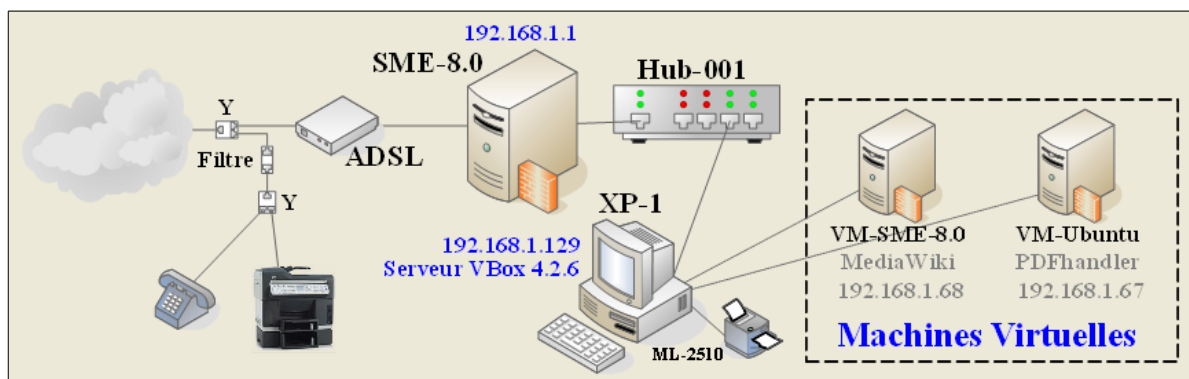 192.168.1.1
SME-8.0
Hub-001
Y
Filtre
ADSL
Y
XP-1
192.168.1.129
Serveur VBox 4.2.6
ML-2510
VM-SME-8.0
MediaWiki
192.168.1.68
VM-Ubuntu
PDFhandler
192.168.1.67
Machines Virtuelles